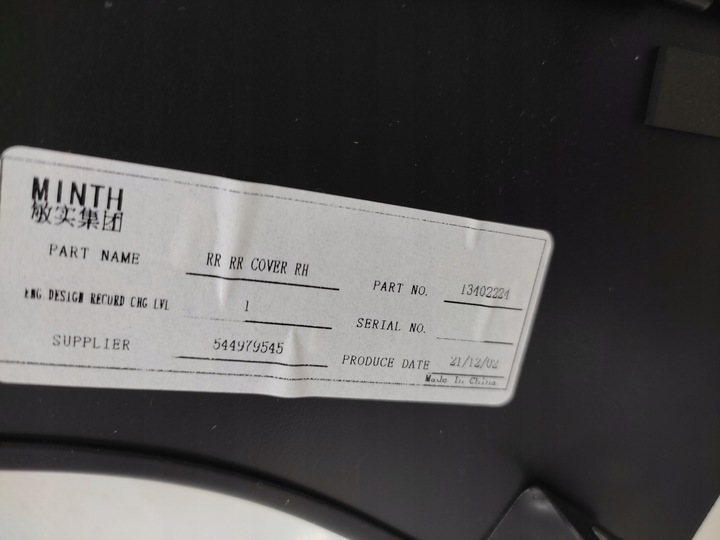 MINTH
敏实集团
PART NAME RR RR COVER RH
PART NO. 13402224
ENG. DESIGN RECORD CHG LVL 1
SERIAL NO.
SUPPLIER 544979545
PRODUCE DATE 21/12/02
Made In China